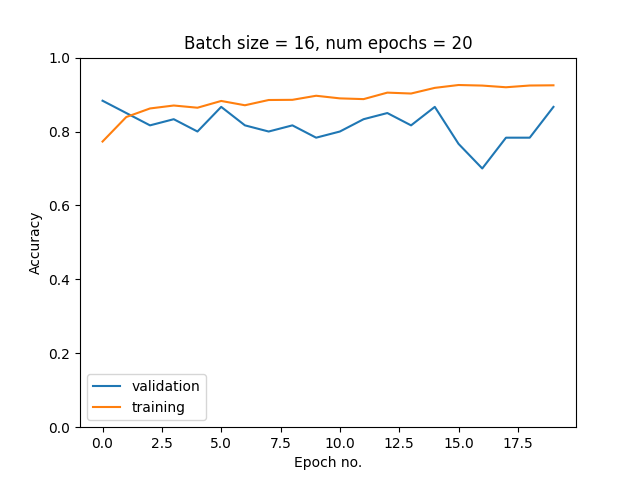 Batch size = 16, num epochs = 20
1.0
0.8
0.6
0.4
0.2
0.0
Accuracy
validation
training
0.0 2.5 5.0 7.5 10.0 12.5 15.0 17.5
Epoch no.